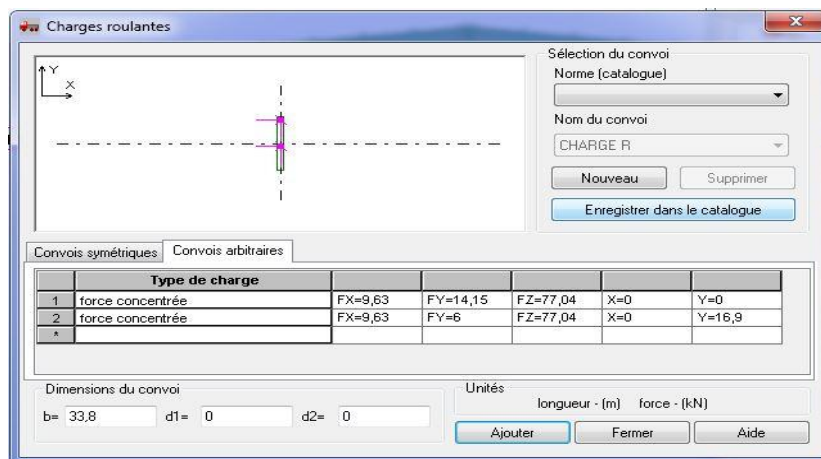 Charges roulantes
Y
X
Sélection du convoi
Norme (catalogue)
Nom du convoi
CHARGE R
Nouveau Supprimer
Enregistrer dans le catalogue
Convois symétriques Convois arbitraires
Type de charge
1 force concentrée FX=9,63 FY=14,15 FZ=77,04 X=0 Y=0
2 force concentrée FX=9,63 FY=6 FZ=77,04 X=0 Y=16,9
*
Dimensions du convoi
b= 33,8 d1= 0 d2= 0
Unités
longueur - (m) force - (kN)
Ajouter Fermer Aide